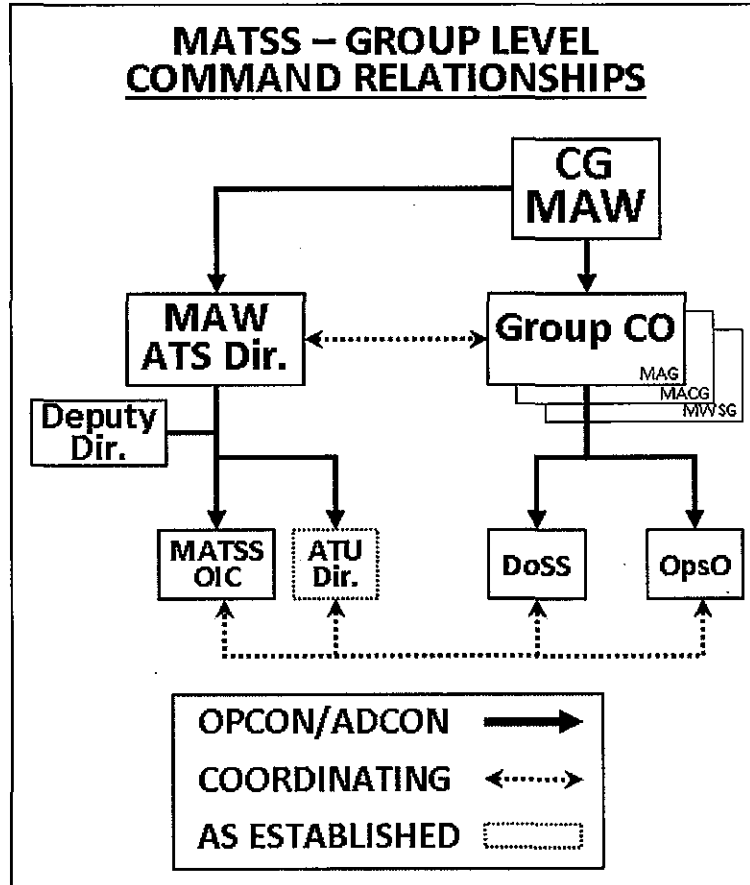 MATSS – GROUP LEVEL
COMMAND RELATIONSHIPS
CG
MAW
MAW
ATS Dir.
Group CO
MAG
MACG
MWSG
Deputy
Dir.
MATSS
OIC
ATU
Dir.
DoSS
OpsO
OPCON/ADCON
COORDINATING
AS ESTABLISHED